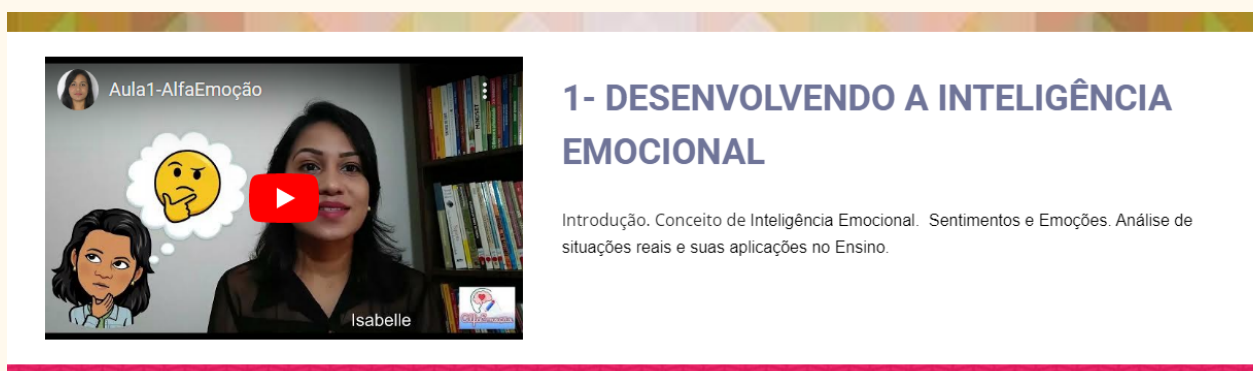 Aula1-AlfaEmoção
Isabelle
1- DESENVOLVENDO A INTELIGÊNCIA
EMOCIONAL
Introdução. Conceito de Inteligência Emocional. Sentimentos e Emoções. Análise de
situações reais e suas aplicações no Ensino.